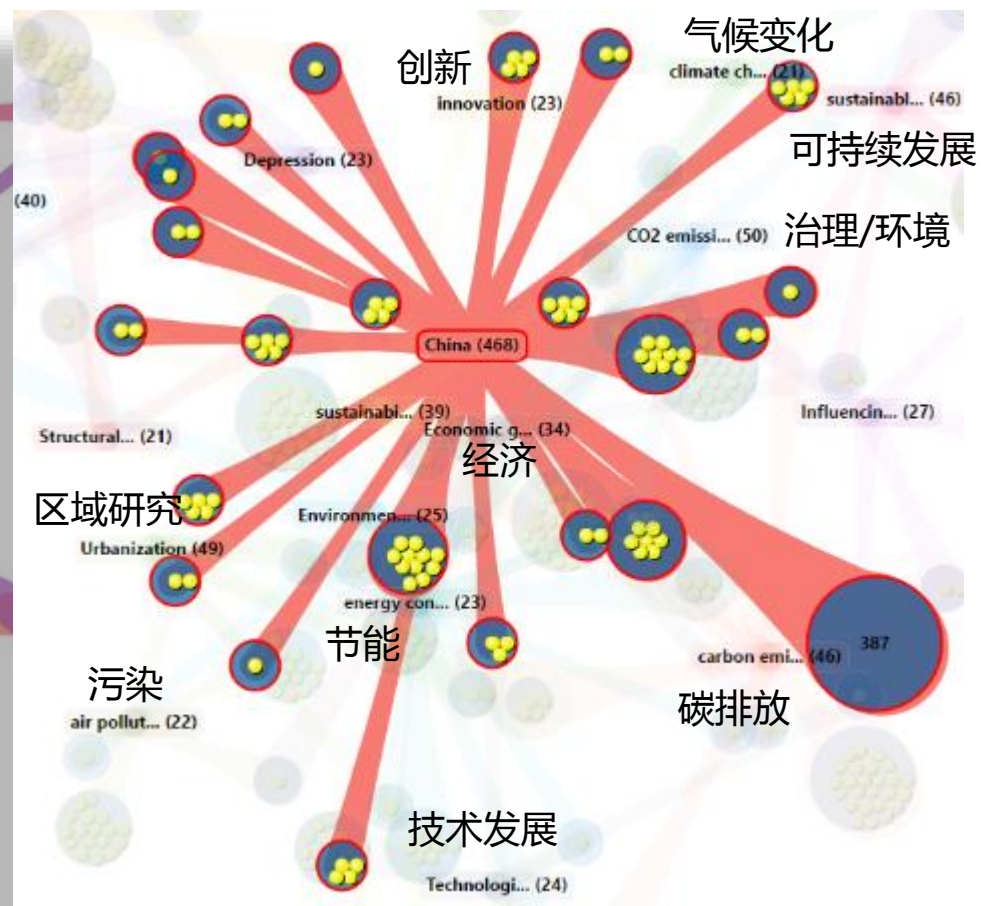 气候变化
创新
climate ch... (21)
innovation (23)
sustainabl... (46)
可持续发展
Depression (23)
(40)
CO2 emissi... (50)
治理/环境
China (468)
sustainabl... (39)
Influencin... (27)
Economic g... (34)
Structural... (21)
经济
区域研究
Environmen... (25)
Urbanization (49)
energy con... (23)
节能
387
carbon emi... (46)
污染
碳排放
air pollut... (22)
技术发展
Technologi... (24)